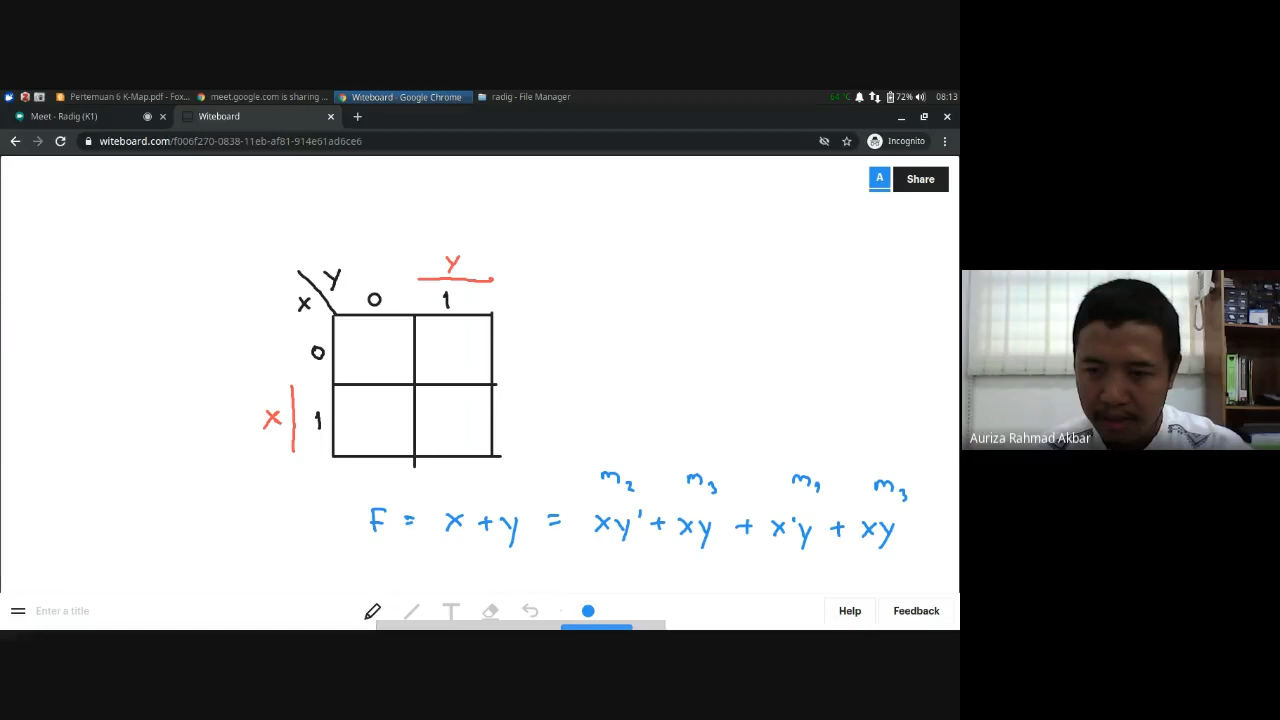 Pertemuan 6 K-Map.pdf - Fox... meet.google.com is sharing ... Witeboard - Google Chrome radig - File Manager 64°C 72% 08:13
Meet - Radig (K1) Witeboard
witeboard.com/f006f270-0838-11eb-af81-914e61ad6ce6 Incognito
A Share
y
y
x 0 1
0
x 1
m2 m3 m1 m3
F = x + y = xy' + xy + x'y + xy
Auriza Rahmad Akbar
Enter a title T Help Feedback